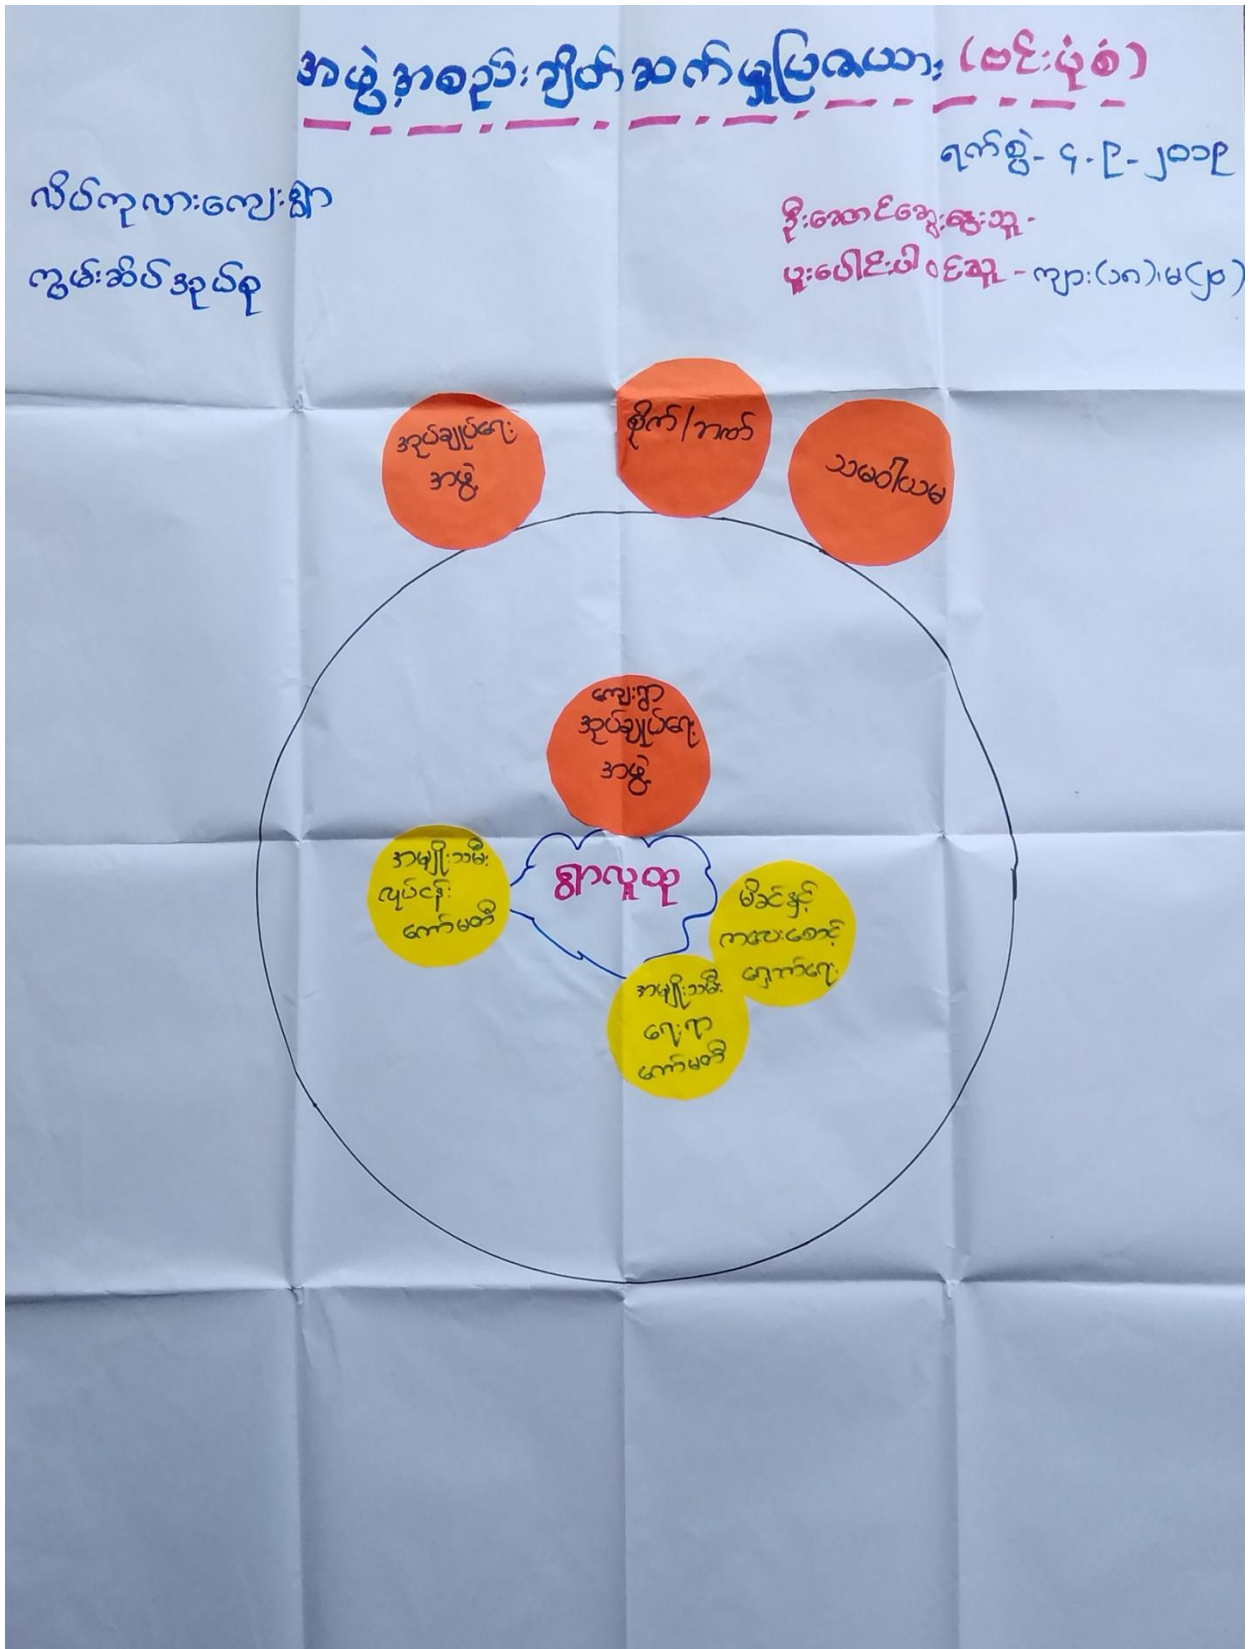 အဖွဲ့အစည်းချိတ်ဆက်မှုပြဇယား (ဗင်းပုံစံ)
ရက်စွဲ - ၄-၉-၂၀၁၉
လိပ်ကုလားကျေးရွာ
ကွမ်းဆိပ်အုပ်စု
ဦးဆောင်ဆွေးနွေးသူ -
ပူးပေါင်းပါဝင်သူ - ကျား(၁၈)၊မ(၂၀)
အုပ်ချုပ်ရေး
အဖွဲ့
စိုက်/ဘဏ်
သမဝါယမ
ကျေးရွာ
အုပ်ချုပ်ရေး
အဖွဲ့
ရွာလူထု
အမျိုးသမီး
လုပ်ငန်း
ကော်မတီ
မိခင်နှင့်
ကလေးစောင့်
ရှောက်ရေး
အမျိုးသမီး
ရေးရာ
ကော်မတီ